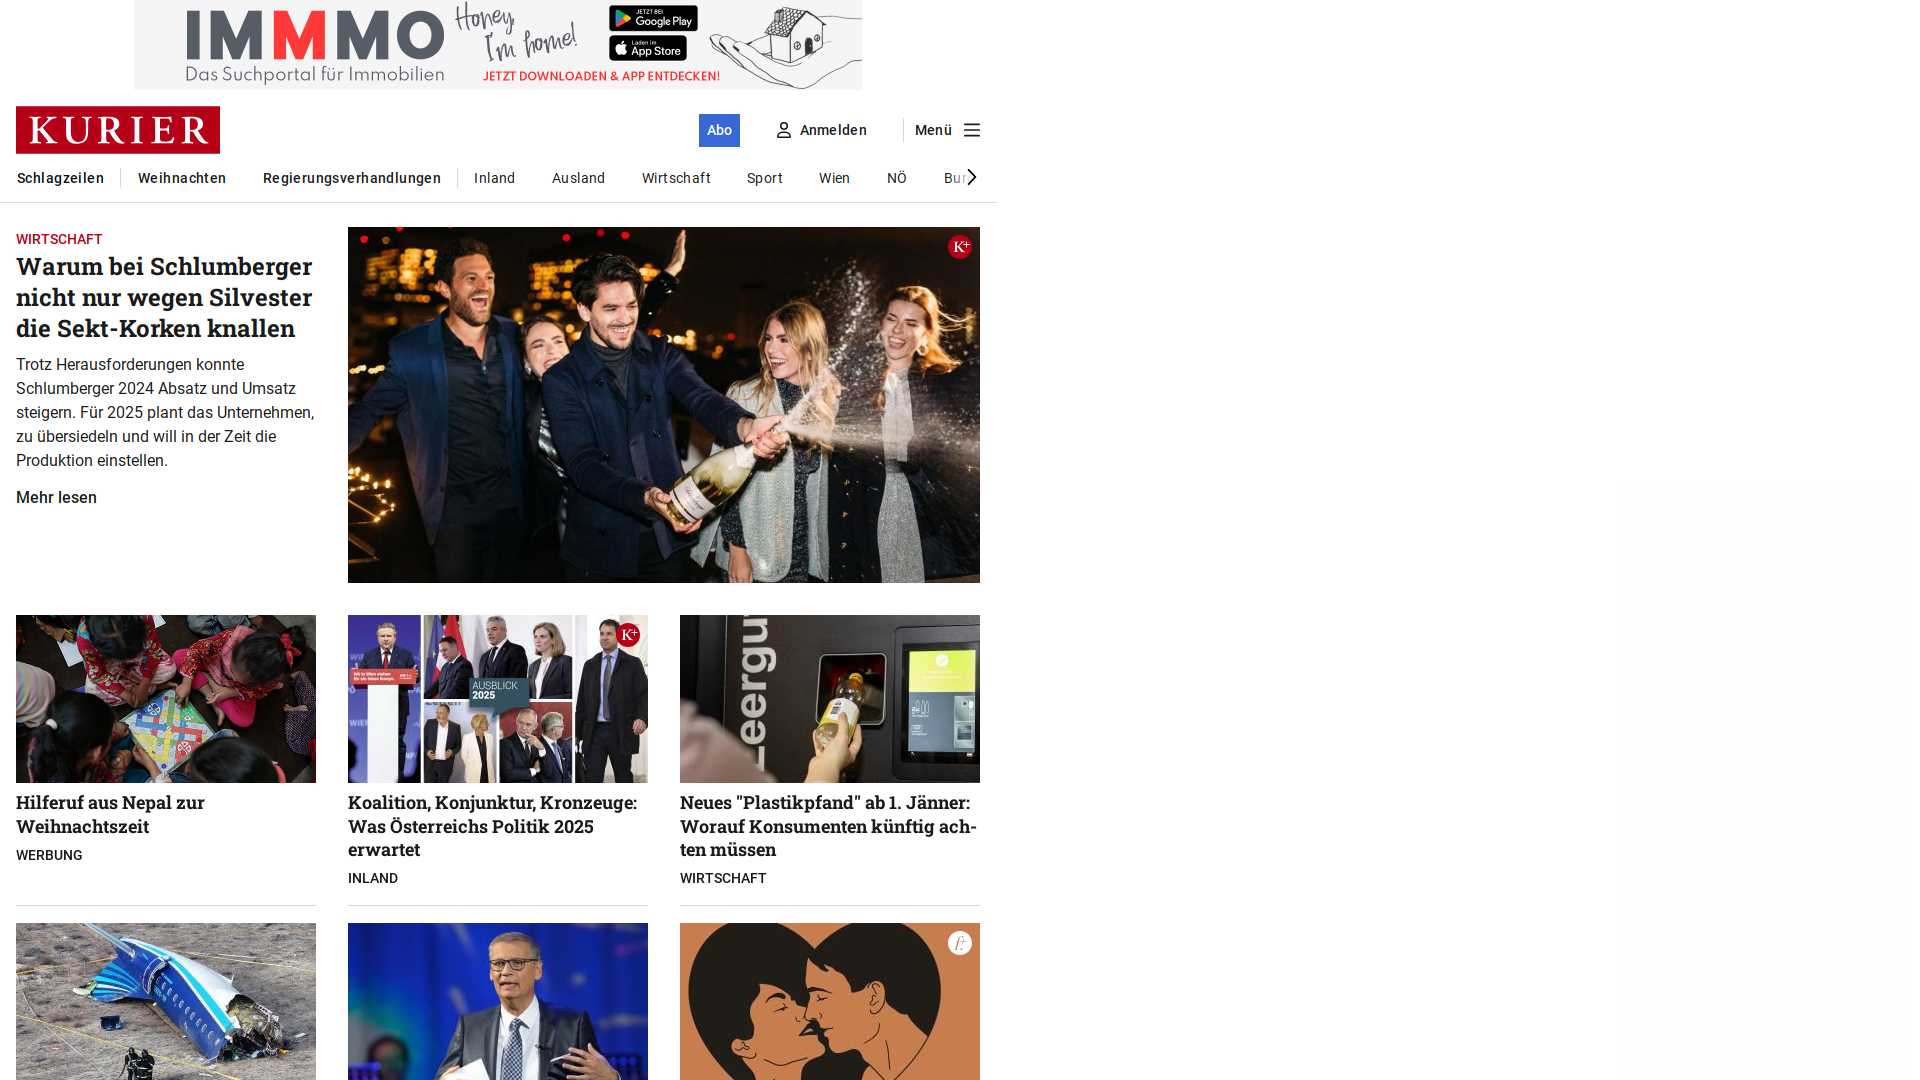 IMMMO
Das Suchportal für Immobilien
Honey,
I'm home!
JETZT BEI
Google Play
Laden im
App Store
JETZT DOWNLOADEN & APP ENTDECKEN!
KURIER
Abo
Anmelden
Menü
Schlagzeilen
Weihnachten
Regierungsverhandlungen
Inland
Ausland
Wirtschaft
Sport
Wien
NÖ
Bur
WIRTSCHAFT
Warum bei Schlumberger
nicht nur wegen Silvester
die Sekt-Korken knallen
Trotz Herausforderungen konnte
Schlumberger 2024 Absatz und Umsatz
steigern. Für 2025 plant das Unternehmen,
zu übersiedeln und will in der Zeit die
Produktion einstellen.
Mehr lesen
K+
K+
AUSBLICK
2025
Leergu
Hilferuf aus Nepal zur
Weihnachtszeit
WERBUNG
Koalition, Konjunktur, Kronzeuge:
Was Österreichs Politik 2025
erwartet
INLAND
Neues "Plastikpfand" ab 1. Jänner:
Worauf Konsumenten künftig ach-
ten müssen
WIRTSCHAFT
f+